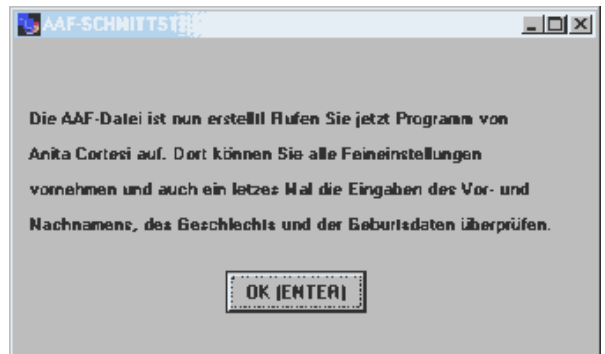 AAF-SCHNITTST
Die AAF-Datei ist nun erstellt! Rufen Sie jetzt Programm von
Anita Cortesi auf. Dort können Sie alle Feineinstellungen
vornehmen und auch ein letzes Mal die Eingaben des Vor- und
Nachnamens, des Geschlechts und der Geburtsdaten überprüfen.
OK (ENTER)